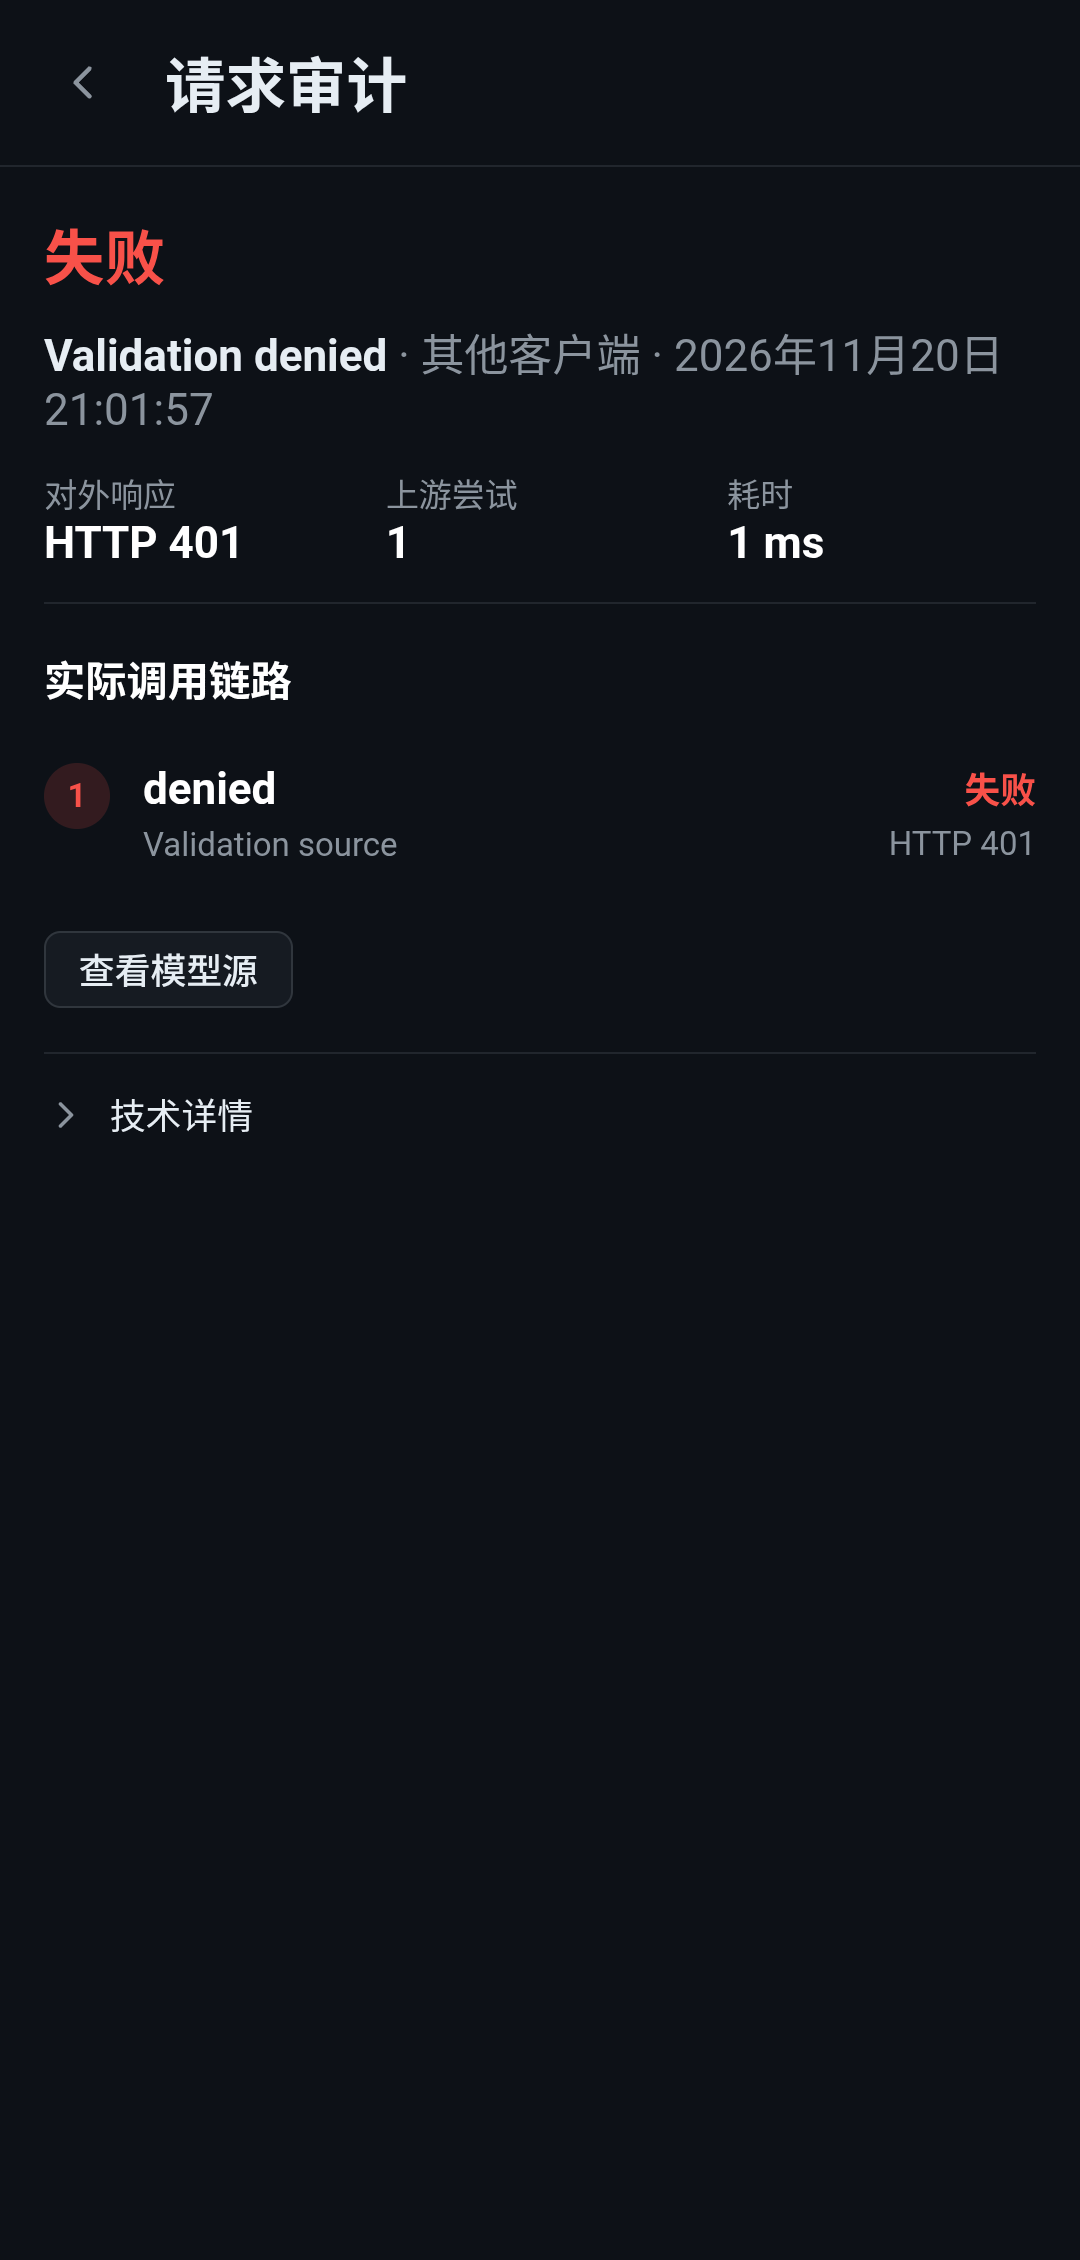 请求审计
失败
Validation denied · 其他客户端 · 2026年11月20日
21:01:57
对外响应 上游尝试 耗时
HTTP 401 1 1 ms
实际调用链路
1 denied 失败
Validation source HTTP 401
查看模型源
技术详情